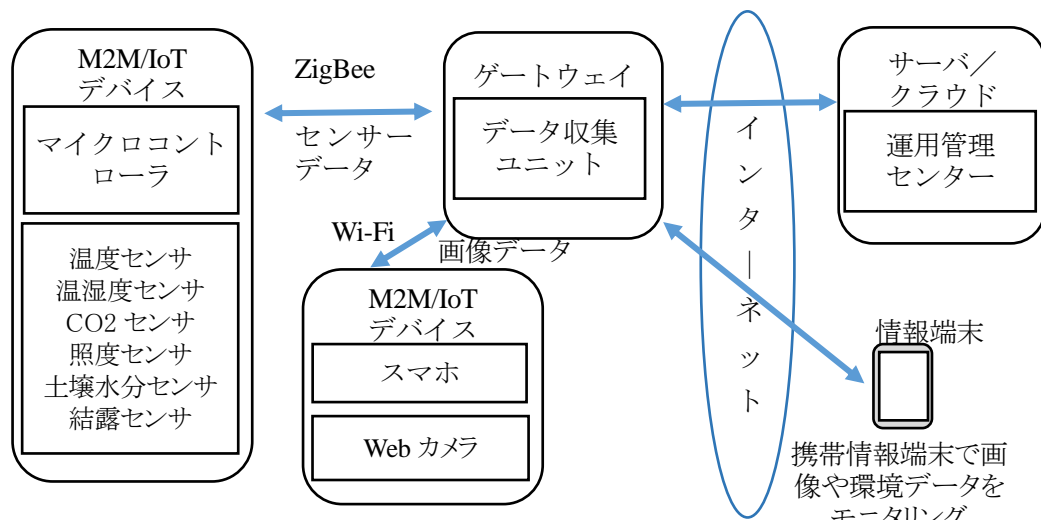 M2M/IoT
デバイス
マイクロコント
ローラ
温度センサ
温湿度センサ
CO2 センサ
照度センサ
土壌水分センサ
結露センサ
ZigBee
センサー
データ
ゲートウェイ
データ収集
ユニット
Wi-Fi
画像データ
M2M/IoT
デバイス
スマホ
Web カメラ
インターネット
サーバ／
クラウド
運用管理
センター
情報端末
携帯情報端末で画
像や環境データを
モニタリング